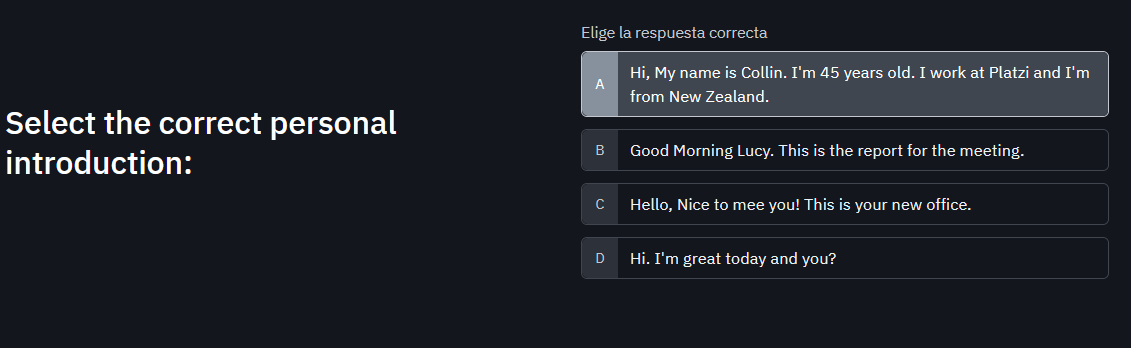 Select the correct personal
introduction:
Elige la respuesta correcta
A
Hi, My name is Collin. I'm 45 years old. I work at Platzi and I'm
from New Zealand.
B
Good Morning Lucy. This is the report for the meeting.
C
Hello, Nice to mee you! This is your new office.
D
Hi. I'm great today and you?